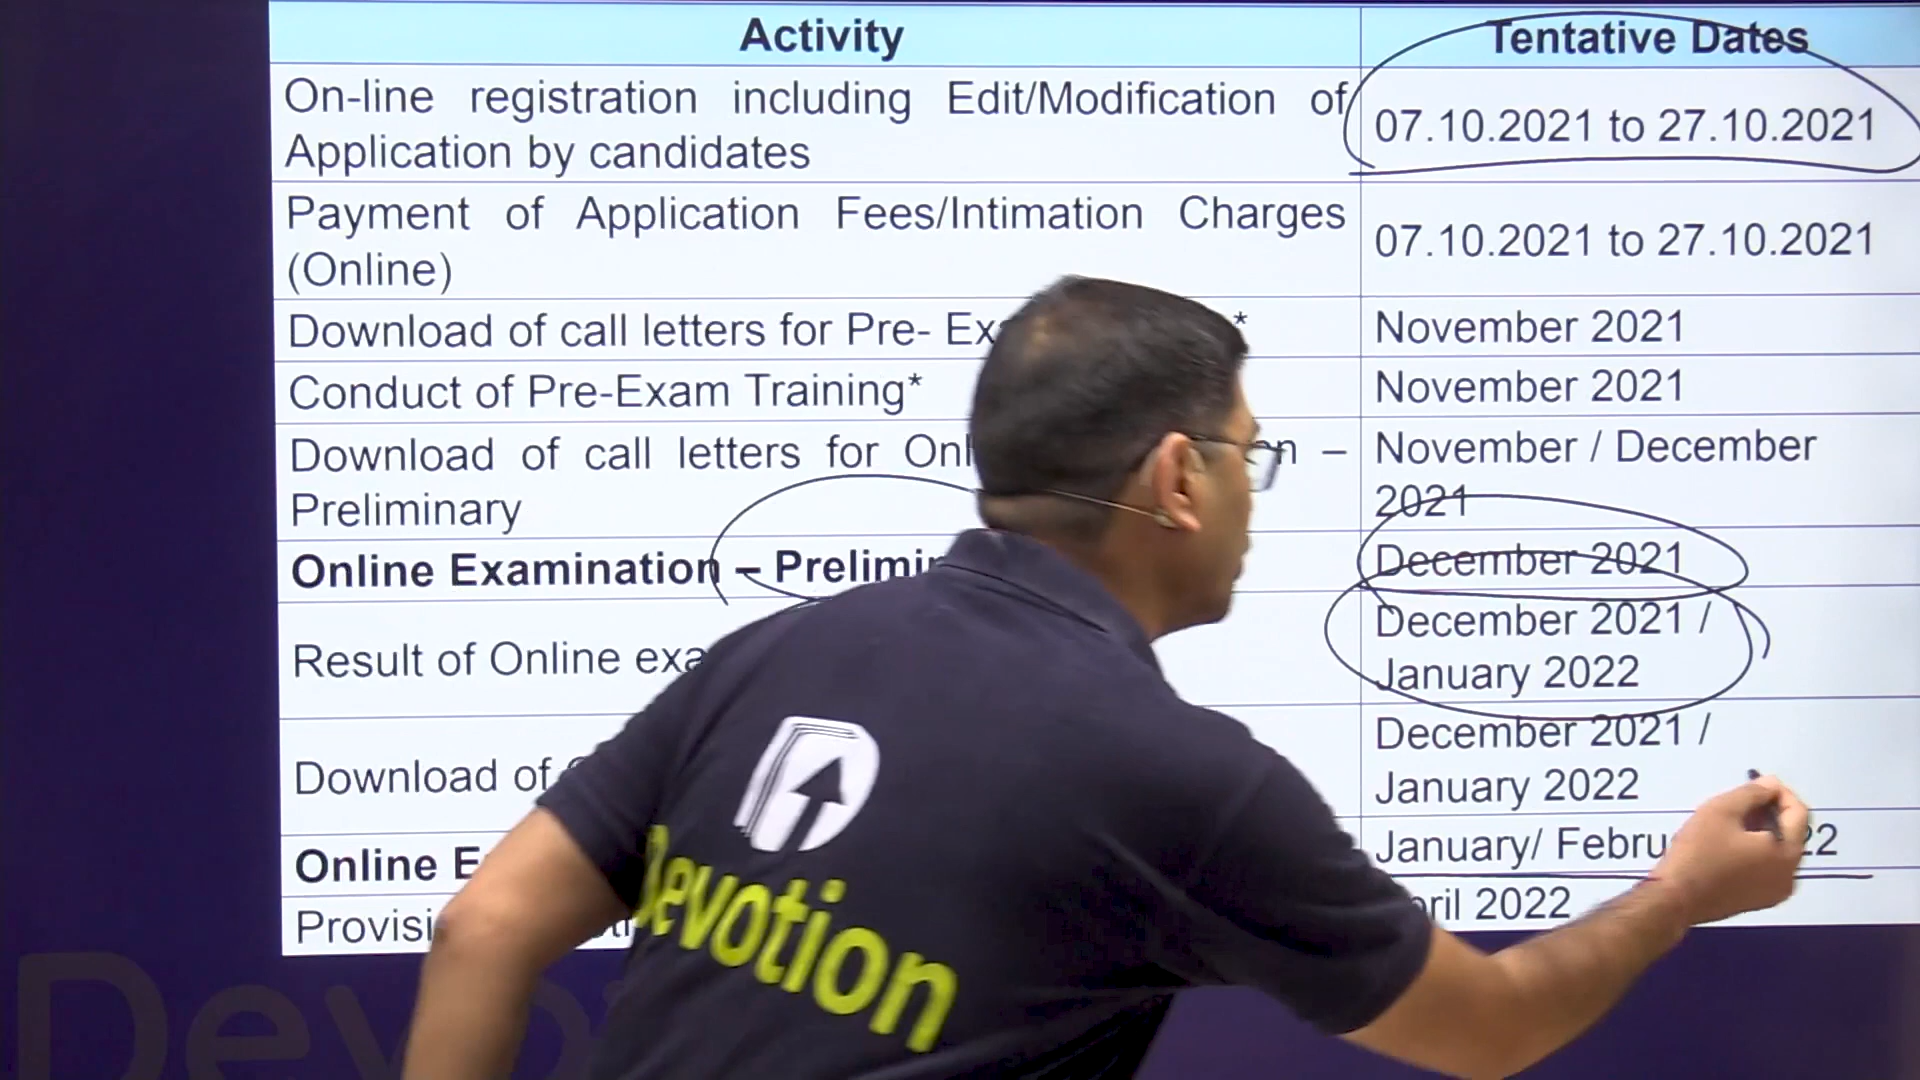 Activity
Tentative Dates
On-line registration including Edit/Modification of
Application by candidates
07.10.2021 to 27.10.2021
Payment of Application Fees/Intimation Charges
(Online)
07.10.2021 to 27.10.2021
Download of call letters for Pre- Ex *
November 2021
Conduct of Pre-Exam Training*
November 2021
Download of call letters for Onl n –
Preliminary
November / December
2021
Online Examination – Prelimin
December 2021
Result of Online exa
December 2021 /
January 2022
Download of
December 2021 /
January 2022
Online E
January/ Febru 22
Provisi
pril 2022
Devotion